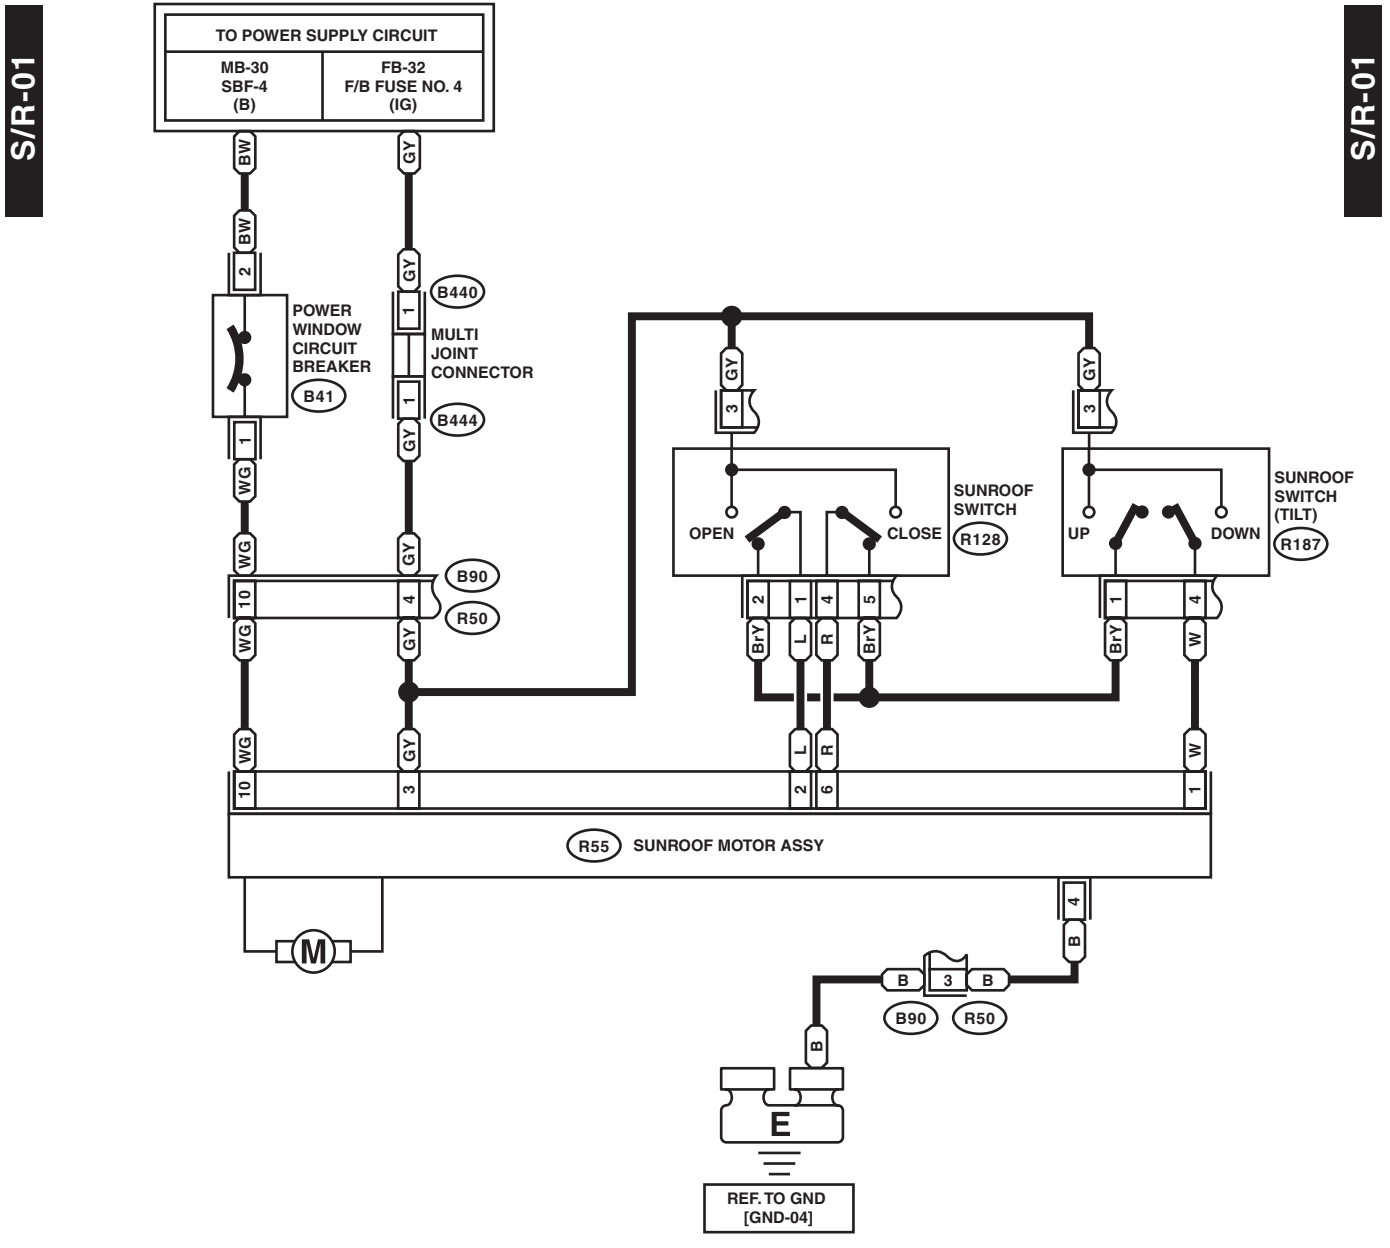 S/R-01
S/R-01
TO POWER SUPPLY CIRCUIT
MB-30
SBF-4
(B)
FB-32
F/B FUSE NO. 4
(IG)
BW
GY
BW
GY
2
B440
1
POWER
WINDOW
CIRCUIT
BREAKER
B41
MULTI
JOINT
CONNECTOR
1
B444
1
GY
WG
GY
GY
3
3
SUNROOF
SWITCH
R128
OPEN
CLOSE
SUNROOF
SWITCH
(TILT)
R187
UP
DOWN
WG
GY
B90
10
4
R50
WG
GY
2
1
4
5
1
4
BrY
L
R
BrY
BrY
W
WG
GY
L
R
W
10
3
2
6
1
R55
SUNROOF MOTOR ASSY
M
4
B
B
3
B
B90
R50
B
E
REF. TO GND
[GND-04]